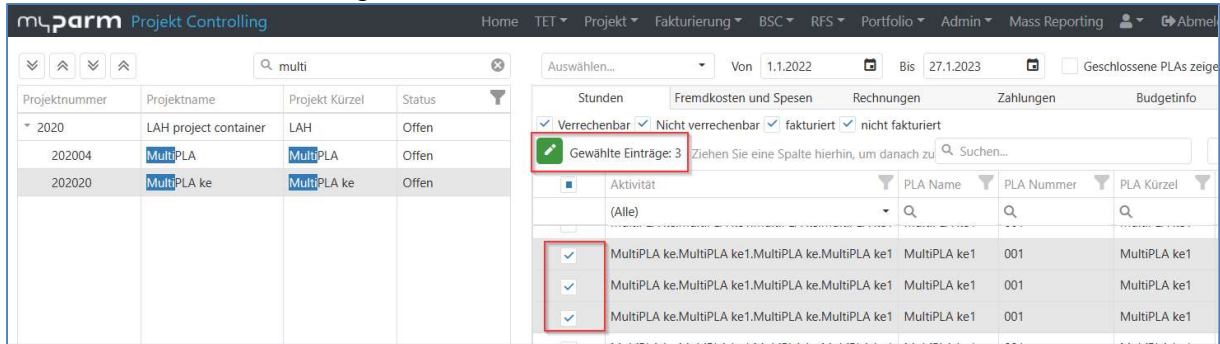 myparm Projekt Controlling Home TET Projekt Fakturierung BSC RFS Portfolio Admin Mass Reporting
multi Auswählen... Von 1.1.2022 Bis 27.1.2023 Geschlossene PLAs zeige
Projektnummer Projektname Projekt Kürzel Status Stunden Fremdkosten und Spesen Rechnungen Zahlungen Budgetinfo
2020 LAH project container LAH Offen Verrechenbar Nicht verrechenbar fakturiert nicht fakturiert
202004 MultiPLA MultiPLA Offen Gewählte Einträge: 3 Ziehen Sie eine Spalte hierhin, um danach zu Suchen...
202020 MultiPLA ke MultiPLA ke Offen Aktivität PLA Name PLA Nummer PLA Kürzel
(Alle)
MultiPLA ke.MultiPLA ke1.MultiPLA ke.MultiPLA ke1 MultiPLA ke1 001 MultiPLA ke1
MultiPLA ke.MultiPLA ke1.MultiPLA ke.MultiPLA ke1 MultiPLA ke1 001 MultiPLA ke1
MultiPLA ke.MultiPLA ke1.MultiPLA ke.MultiPLA ke1 MultiPLA ke1 001 MultiPLA ke1